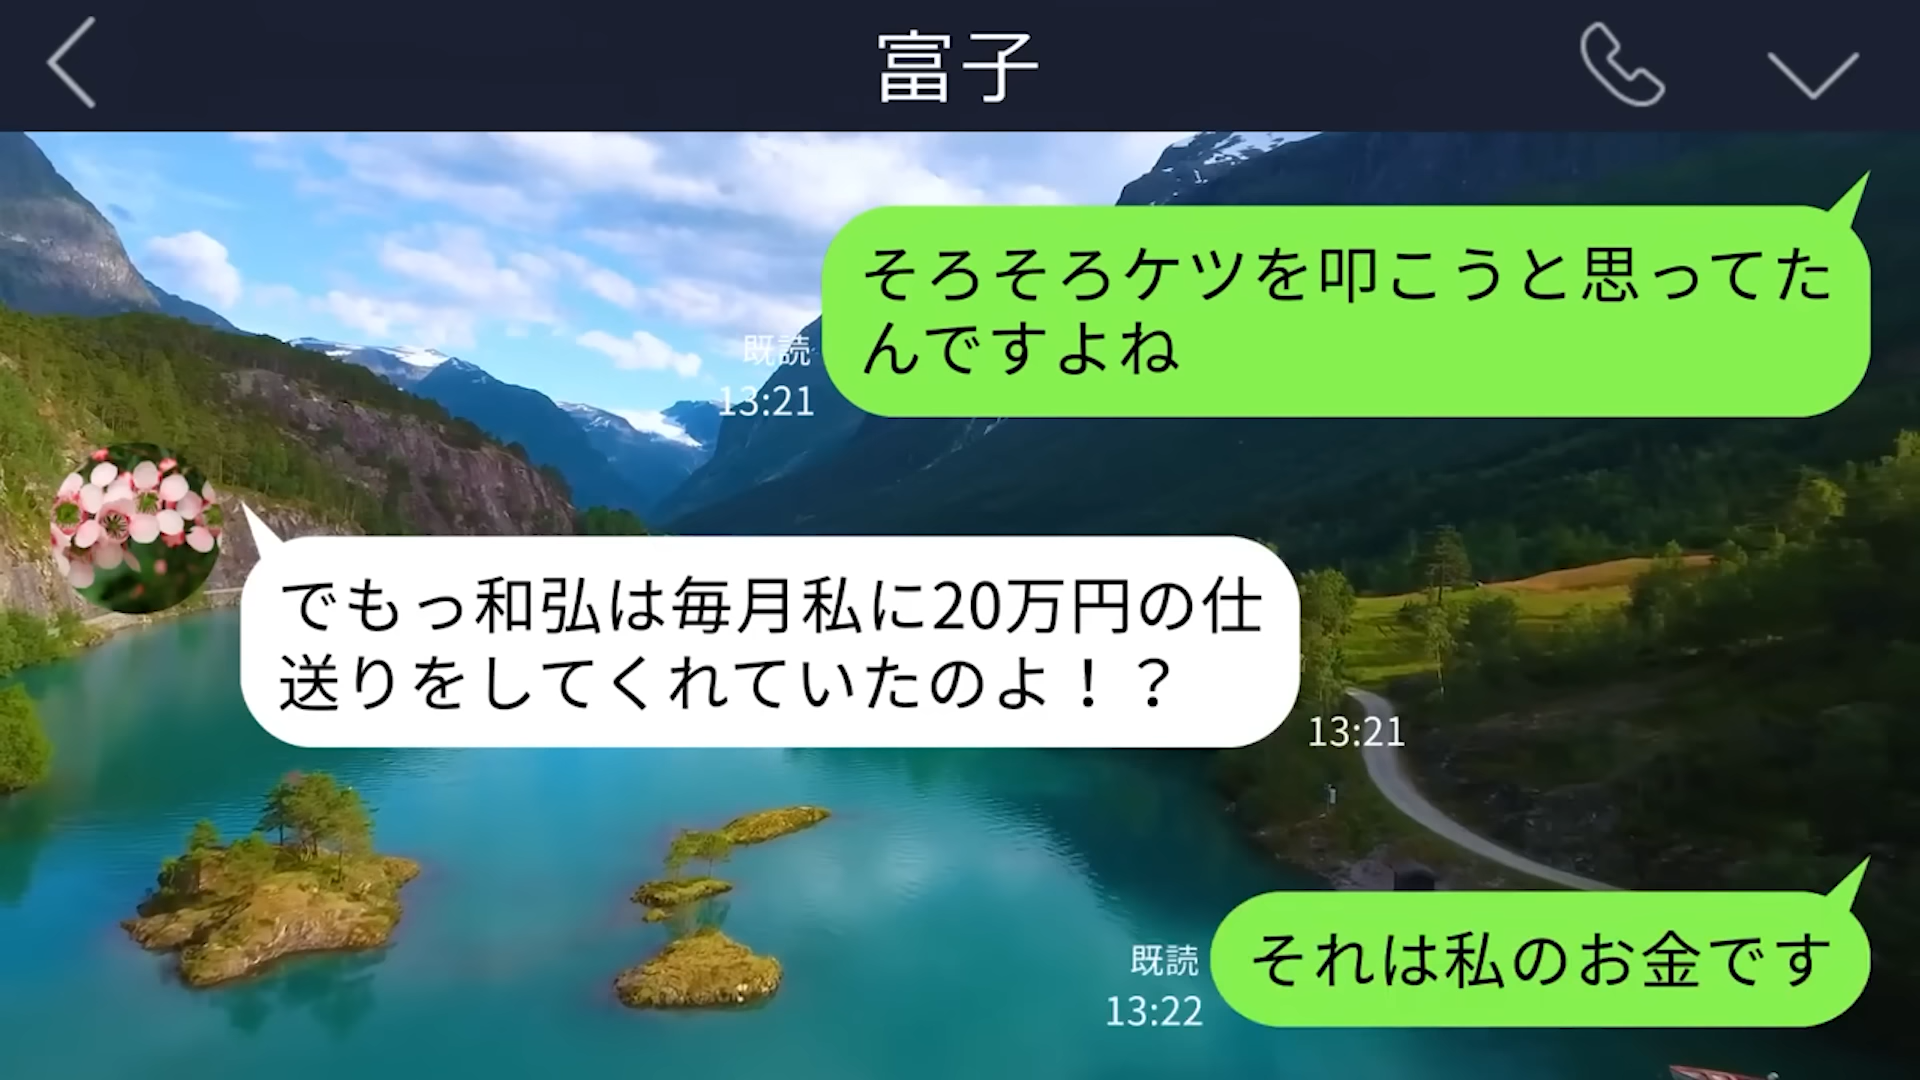 富子
そろそろケツを叩こうと思ってた
んですよね
既読
13:21
でもっ和弘は毎月私に20万円の仕
送りをしてくれていたのよ！？
13:21
それは私のお金です
既読
13:22